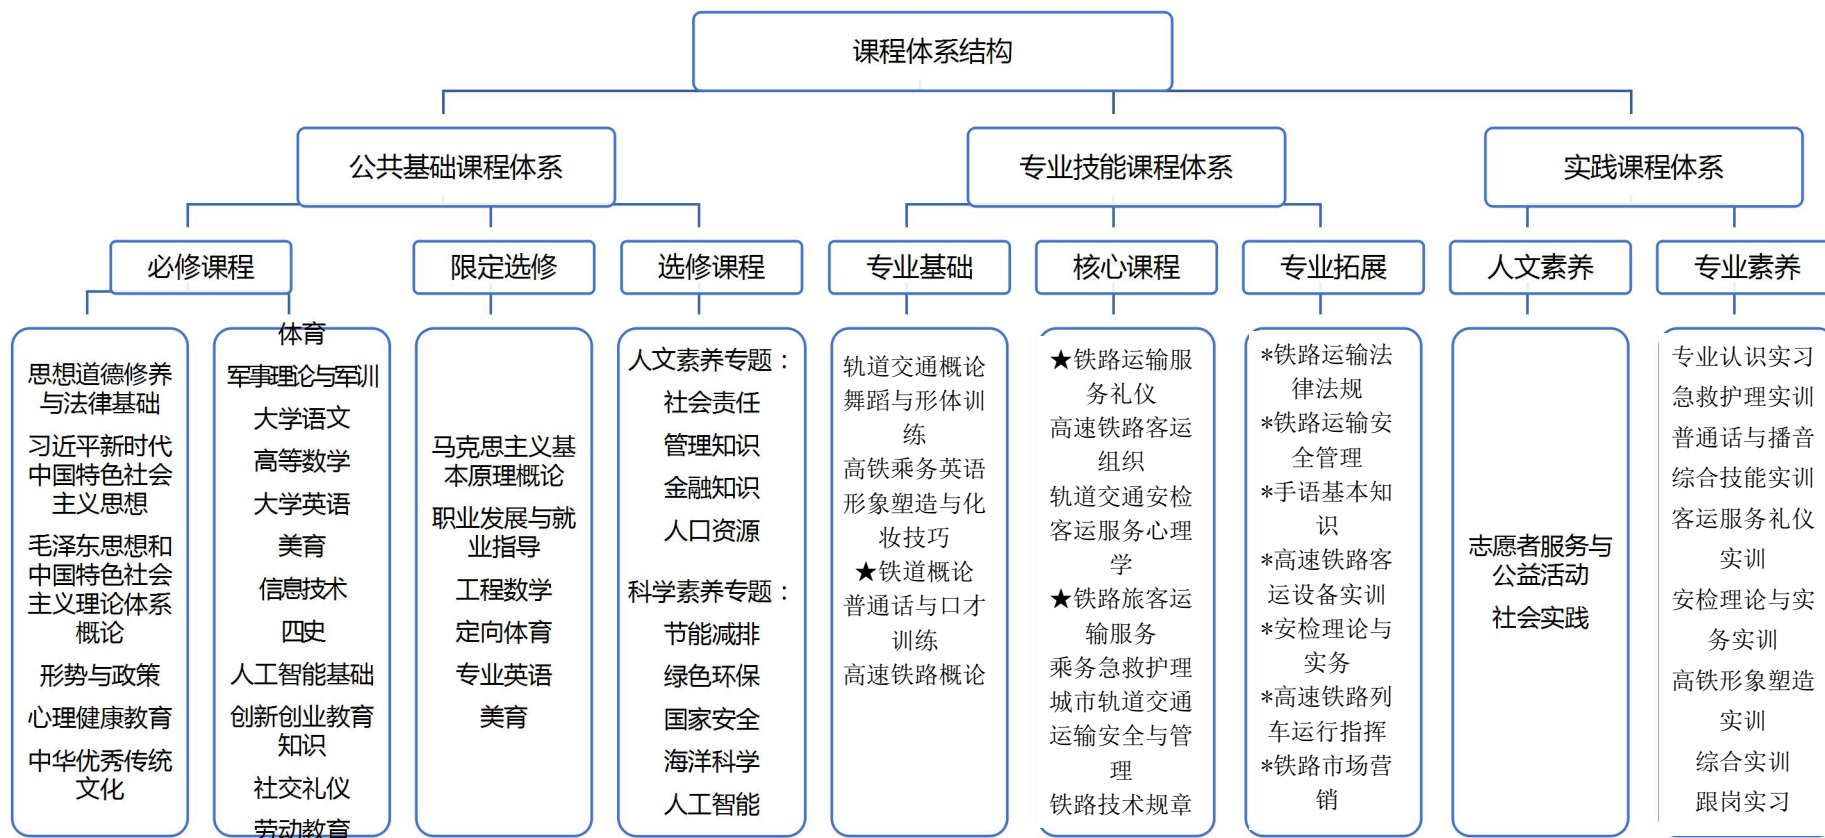 课程体系结构
公共基础课程体系
专业技能课程体系
实践课程体系
必修课程
限定选修
选修课程
专业基础
核心课程
专业拓展
人文素养
专业素养
思想道德修养
与法律基础
习近平新时代
中国特色社会
主义思想
毛泽东思想和
中国特色社会
主义理论体系
概论
形势与政策
心理健康教育
中华优秀传统
文化
体育
军事理论与军训
大学语文
高等数学
大学英语
美育
信息技术
四史
人工智能基础
创新创业教育
知识
社交礼仪
劳动教育
马克思主义基
本原理概论
职业发展与就
业指导
工程数学
定向体育
专业英语
美育
人文素养专题：
社会责任
管理知识
金融知识
人口资源
科学素养专题：
节能减排
绿色环保
国家安全
海洋科学
人工智能
轨道交通概论
舞蹈与形体训
练
高铁乘务英语
形象塑造与化
妆技巧
★铁道概论
普通话与口才
训练
高速铁路概论
★铁路运输服
务礼仪
高速铁路客运
组织
轨道交通安检
客运服务心理
学
★铁路旅客运
输服务
乘务急救护理
城市轨道交通
运输安全与管
理
铁路技术规章
*铁路运输法
律法规
*铁路运输安
全管理
*手语基本知
识
*高速铁路客
运设备实训
*安检理论与
实务
*高速铁路列
车运行指挥
*铁路市场营
销
志愿者服务与
公益活动
社会实践
专业认识实习
急救护理实训
普通话与播音
综合技能实训
客运服务礼仪
实训
安检理论与实
务实训
高铁形象塑造
实训
综合实训
跟岗实习